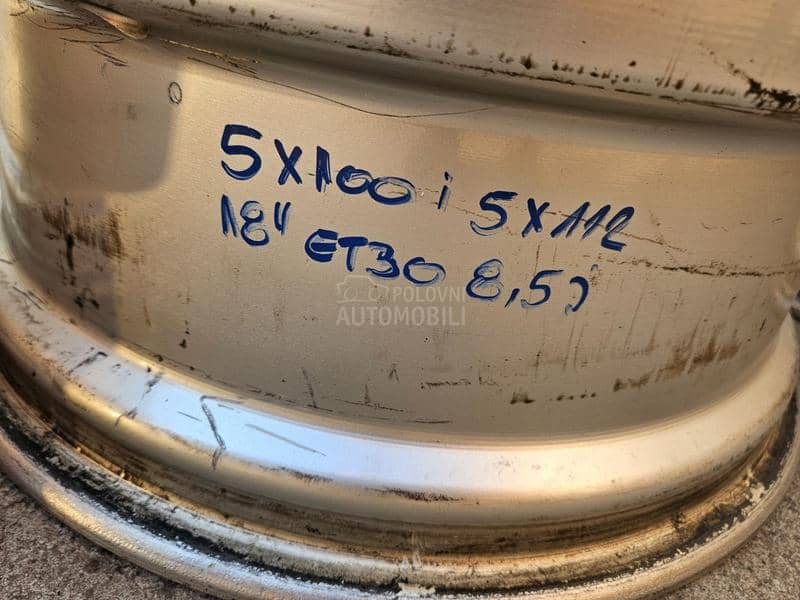 5X100 i 5X112
18" ET30 8,5J
POLOVNI
AUTOMOBILI